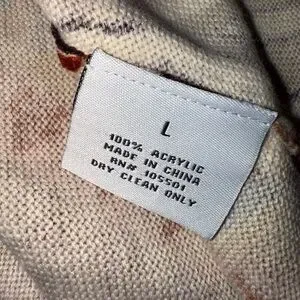 L
100% ACRYLIC
MADE IN CHINA
RN# 105501
DRY CLEAN ONLY